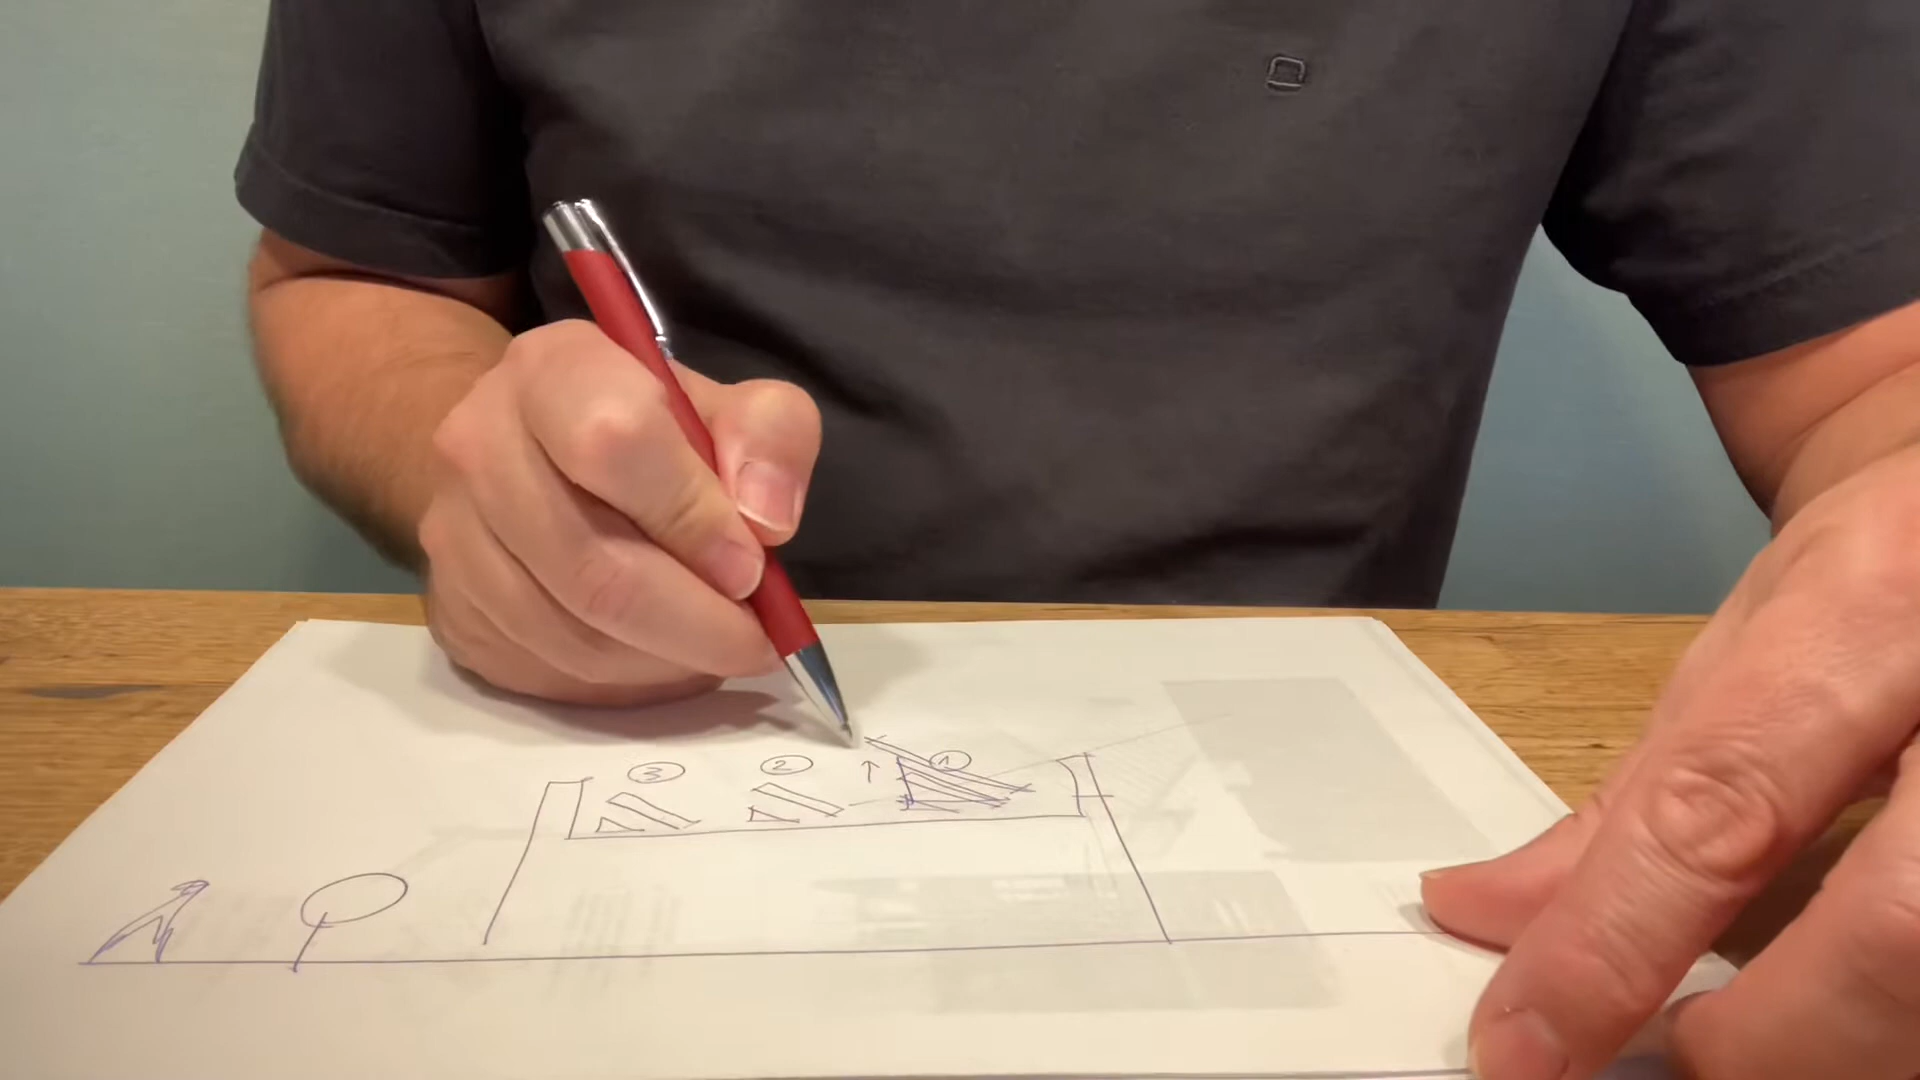 ③ ② ①